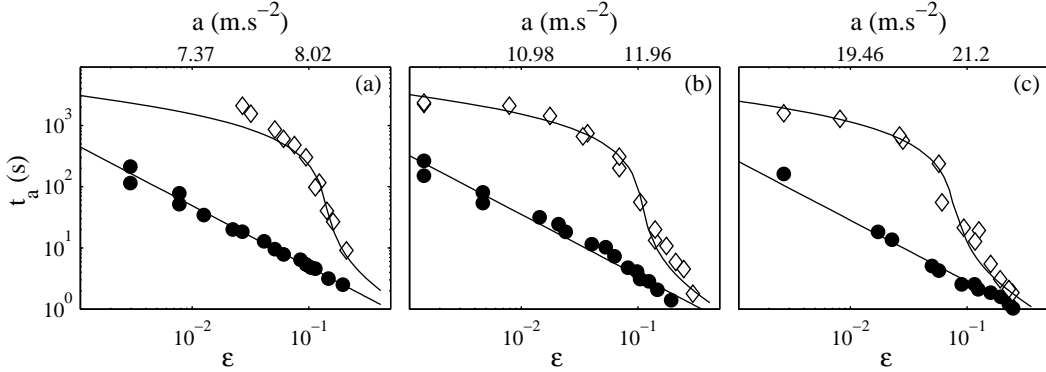 a (m.s⁻²) a (m.s⁻²) a (m.s⁻²)
7.37 8.02 10.98 11.96 19.46 21.2
(a) (b) (c)
10³
10²
10¹
10⁰
tₐ (s)
10⁻² 10⁻¹ 10⁻² 10⁻¹ 10⁻² 10⁻¹
ε ε ε